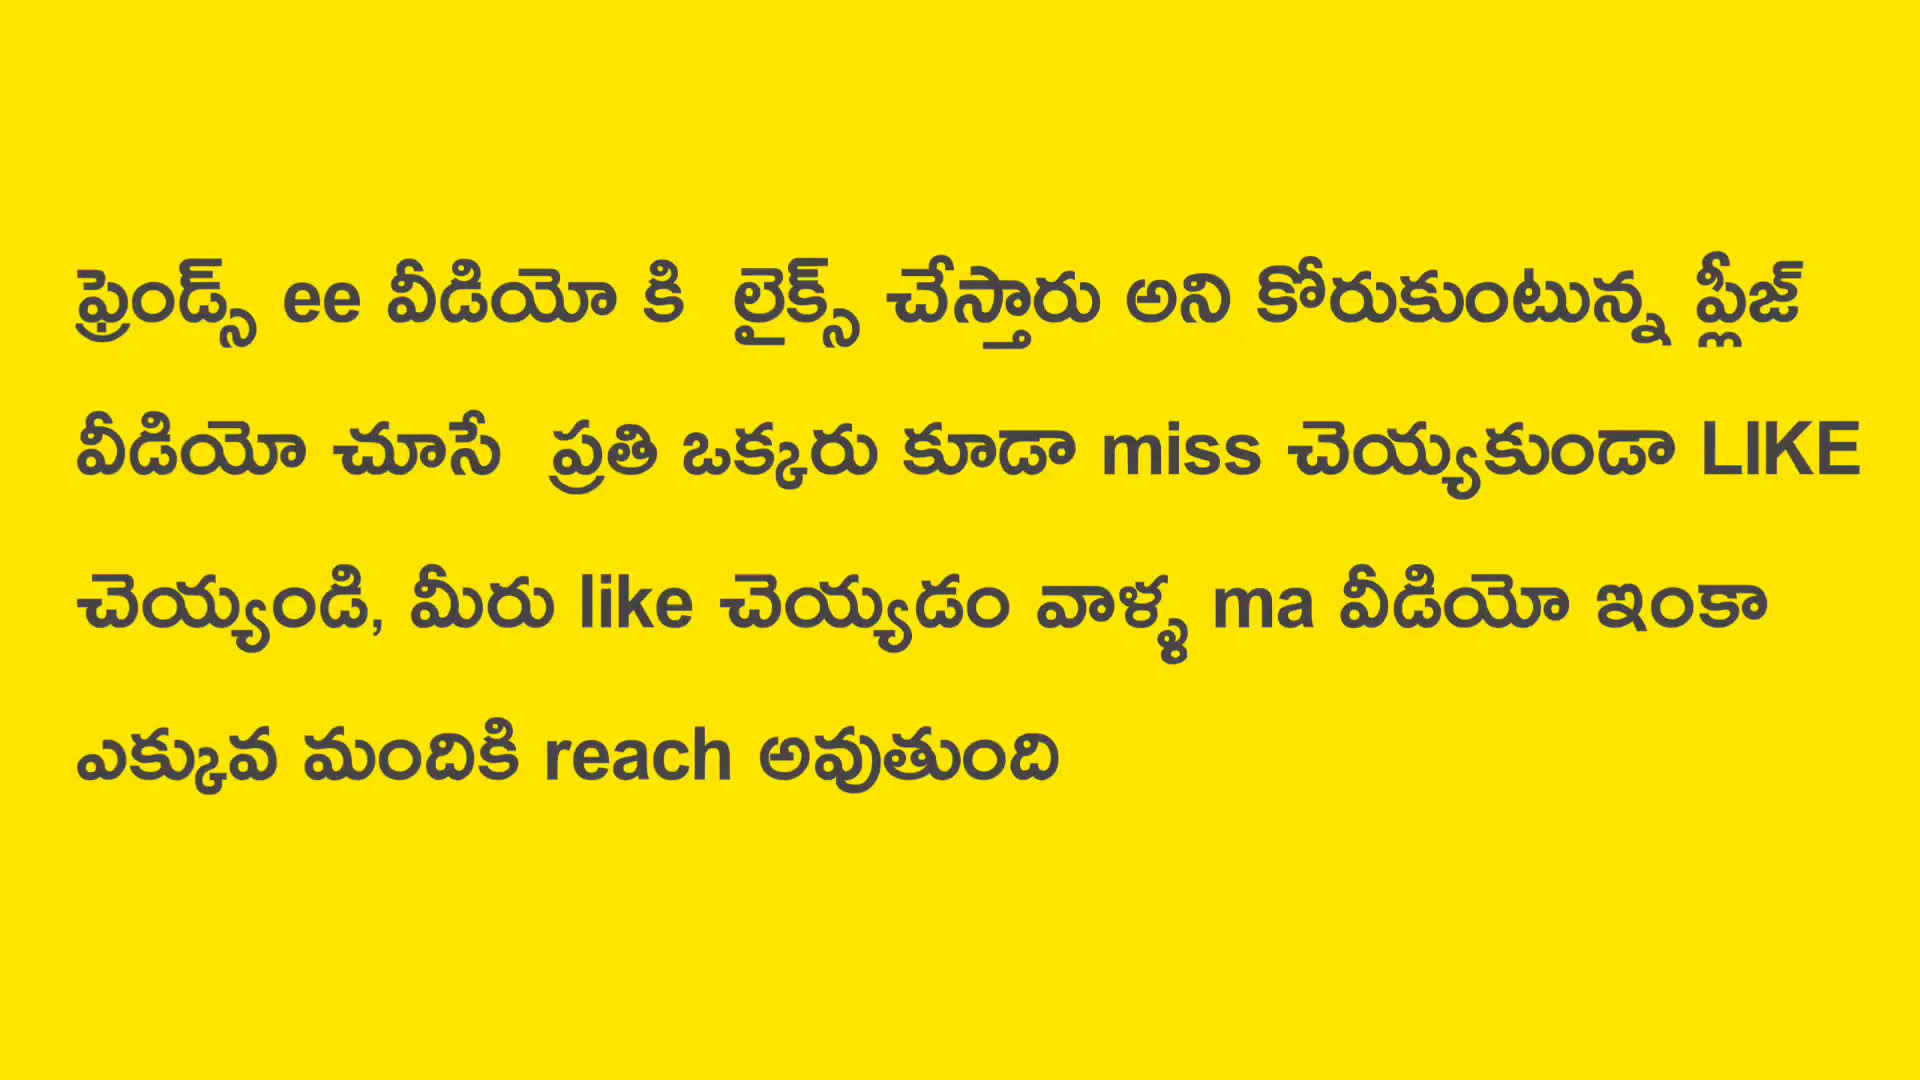 ఫ్రెండ్స్ ee వీడియో కి  లైక్స్ చేస్తారు అని కోరుకుంటున్న ప్లీజ్
వీడియో చూసే  ప్రతి ఒక్కరు కూడా miss చెయ్యకుండా LIKE
చెయ్యండి, మీరు like చెయ్యడం వాళ్ళ ma వీడియో ఇంకా
ఎక్కువ మందికి reach అవుతుంది